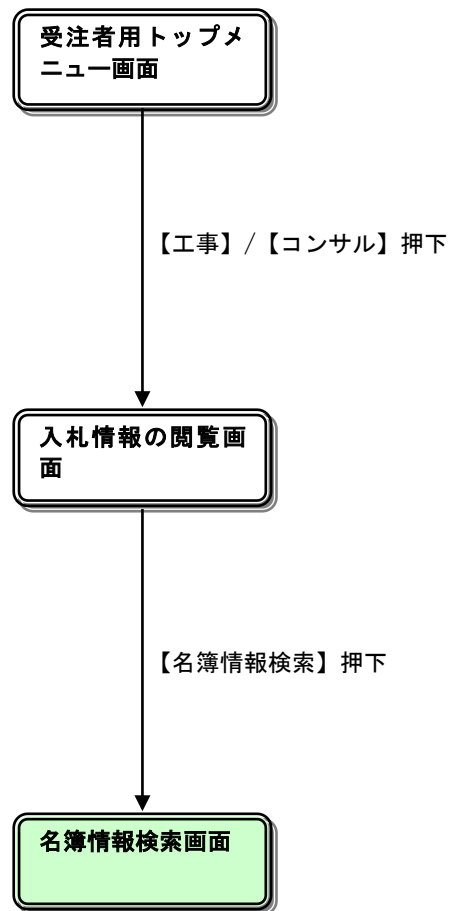 受注者用トップメ
ニュー画面
【工事】/【コンサル】押下
入札情報の閲覧画
面
【名簿情報検索】押下
名簿情報検索画面